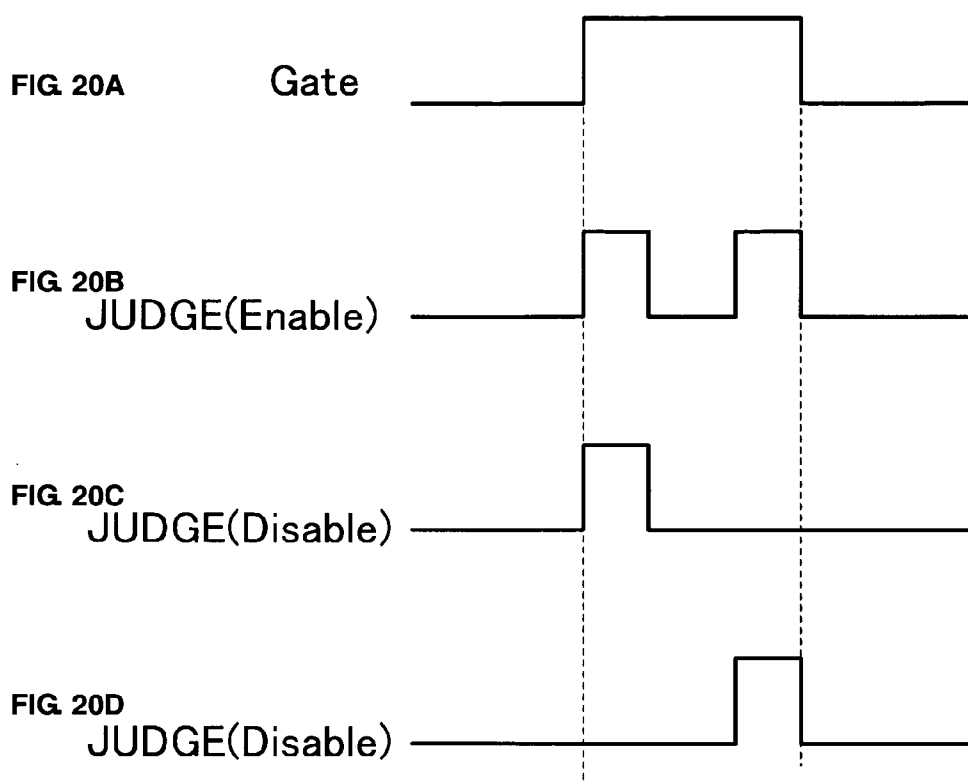 FIG. 20A Gate
FIG. 20B
JUDGE(Enable)
FIG. 20C
JUDGE(Disable)
FIG. 20D
JUDGE(Disable)